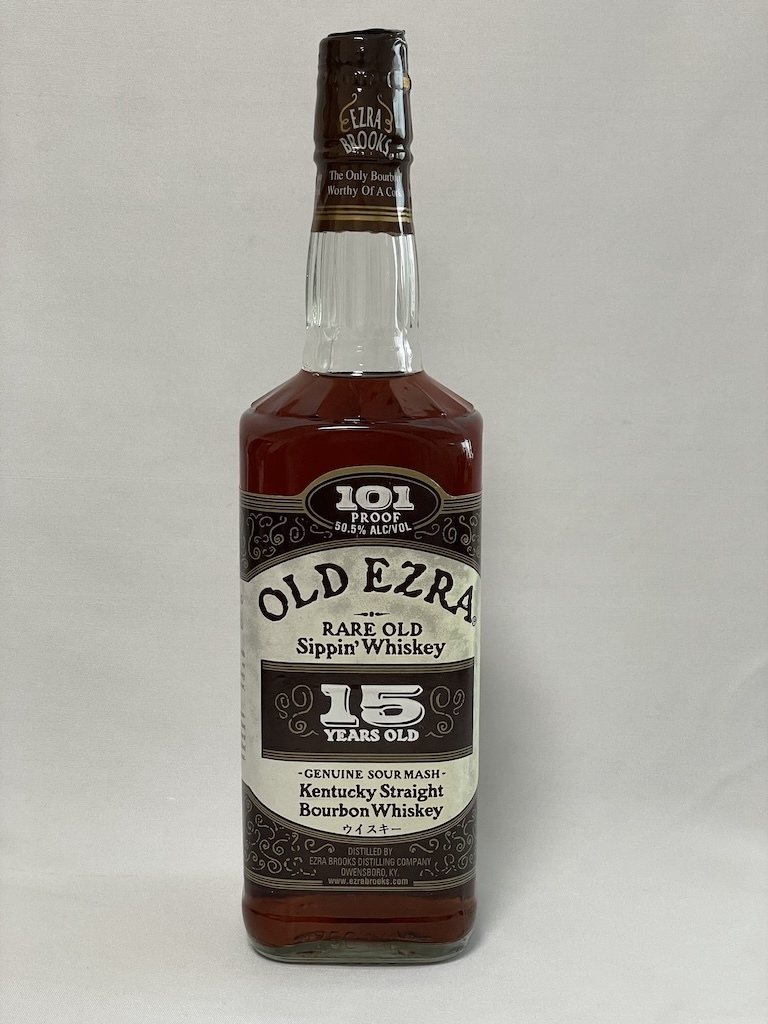 EZRA
BROOKS
The Only
Worthy Of A
101
PROOF
50.5% ALC/VOL
OLD EZRA
RARE OLD
Sippin' Whiskey
15
YEARS OLD
-GENUINE SOUR MASH-
Kentucky Straight
Bourbon Whiskey
ウイスキー
DISTILLED BY
EZRA BROOKS DISTILLING COMPANY
OWENSBORO, KY.
www.ezrabrooks.com